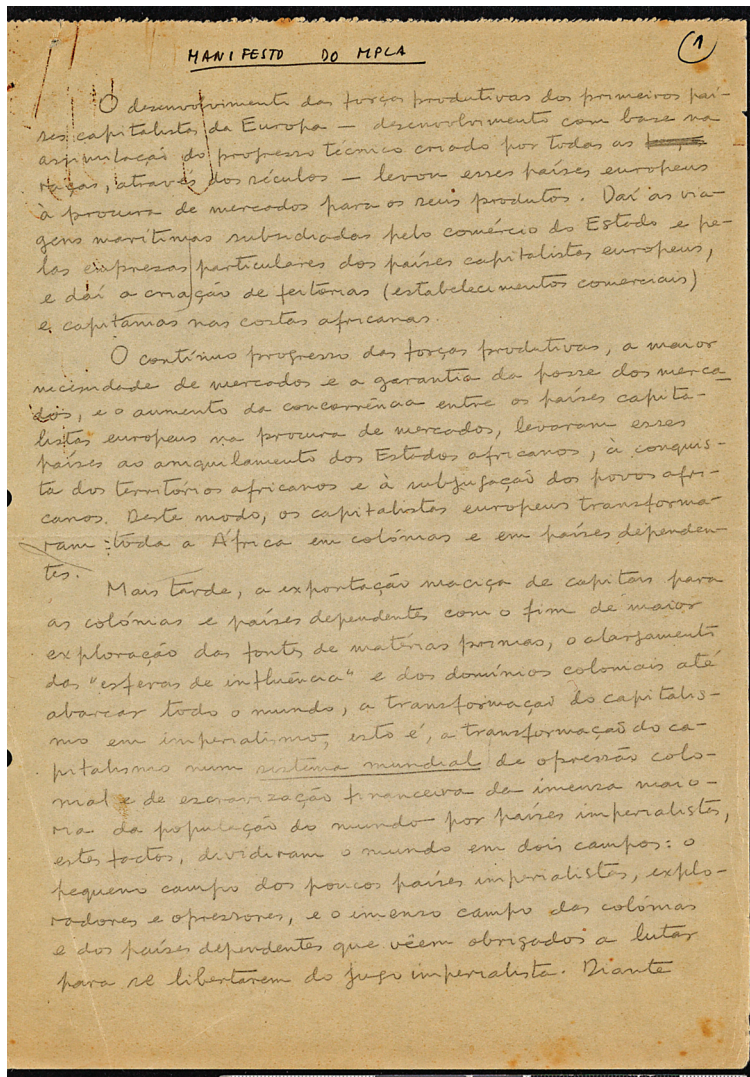 MANIFESTO DO MPLA
1
O desenvolvimento das forças produtivas dos primeiros paí-
ses capitalistas da Europa — desenvolvimento com base na
assimilação do progresso técnico criado por todas as
raças, através dos séculos — levou esses países europeus
à procura de mercados para os seus produtos. Daí as via-
gens marítimas subsidiadas pelo comércio do Estado e pe-
las empresas particulares dos países capitalistas europeus,
e daí a criação de feitorias (estabelecimentos comerciais)
e capitanias nas costas africanas.
O contínuo progresso das forças produtivas, a maior
necessidade de mercados e a garantia da posse dos merca-
dos, e o aumento da concorrência entre os países capita-
listas europeus na procura de mercados, levaram esses
países ao aniquilamento dos Estados africanos, à conquis-
ta dos territórios africanos e à subjugação dos povos afri-
canos. Deste modo, os capitalistas europeus transforma-
ram toda a África em colónias e em países dependen-
tes.
Mais tarde, a exportação maciça de capitais para
as colónias e países dependentes com o fim de maior
exploração das fontes de matérias primas, o alargamento
das "esferas de influência" e dos domínios coloniais até
abarcar todo o mundo, a transformação do capitalis-
mo em imperialismo, isto é, a transformação do ca-
pitalismo num sistema mundial de opressão colo-
nial e de escravização financeira da imensa maio-
ria da população do mundo por países imperialistas,
estes factos, dividiram o mundo em dois campos: o
pequeno campo dos poucos países imperialistas, explo-
radores e opressores, e o imenso campo das colónias
e dos países dependentes que vêem obrigados a lutar
para se libertarem do jugo imperialista. Diante